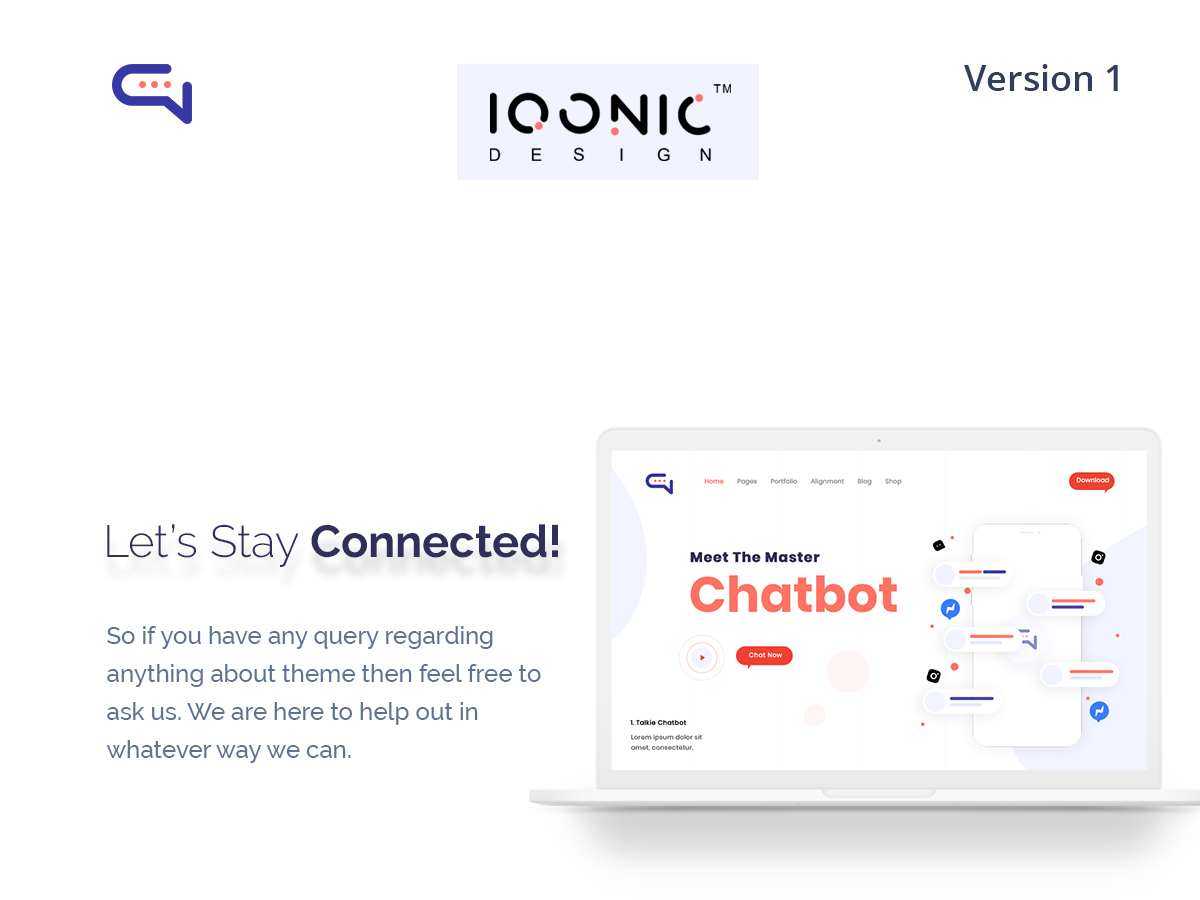 IQONIC
TM
DESIGN
Version 1
Let's Stay Connected!
So if you have any query regarding
anything about theme then feel free to
ask us. We are here to help out in
whatever way we can.
Home Pages Portfolio Alignment Blog Shop
Download
Meet The Master
Chatbot
Chat Now
1. Talkie Chatbot
Lorem ipsum dolor sit
amet, consectetur.